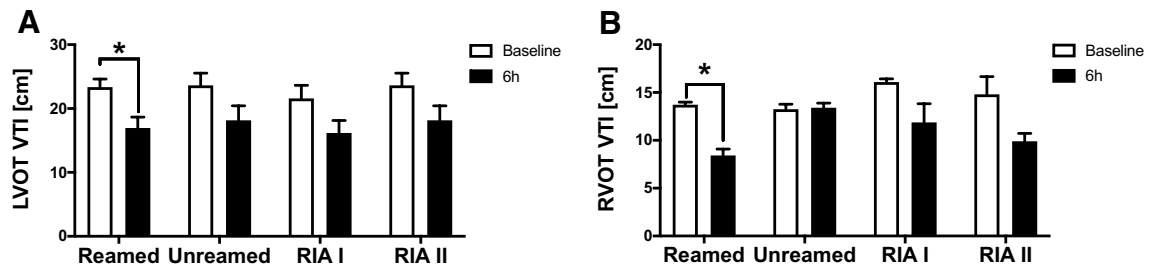 A
LVOT VTI [cm]
30
20
10
0
*
Baseline
6h
Reamed Unreamed RIA I RIA II
B
RVOT VTI [cm]
20
15
10
5
0
*
Baseline
6h
Reamed Unreamed RIA I RIA II